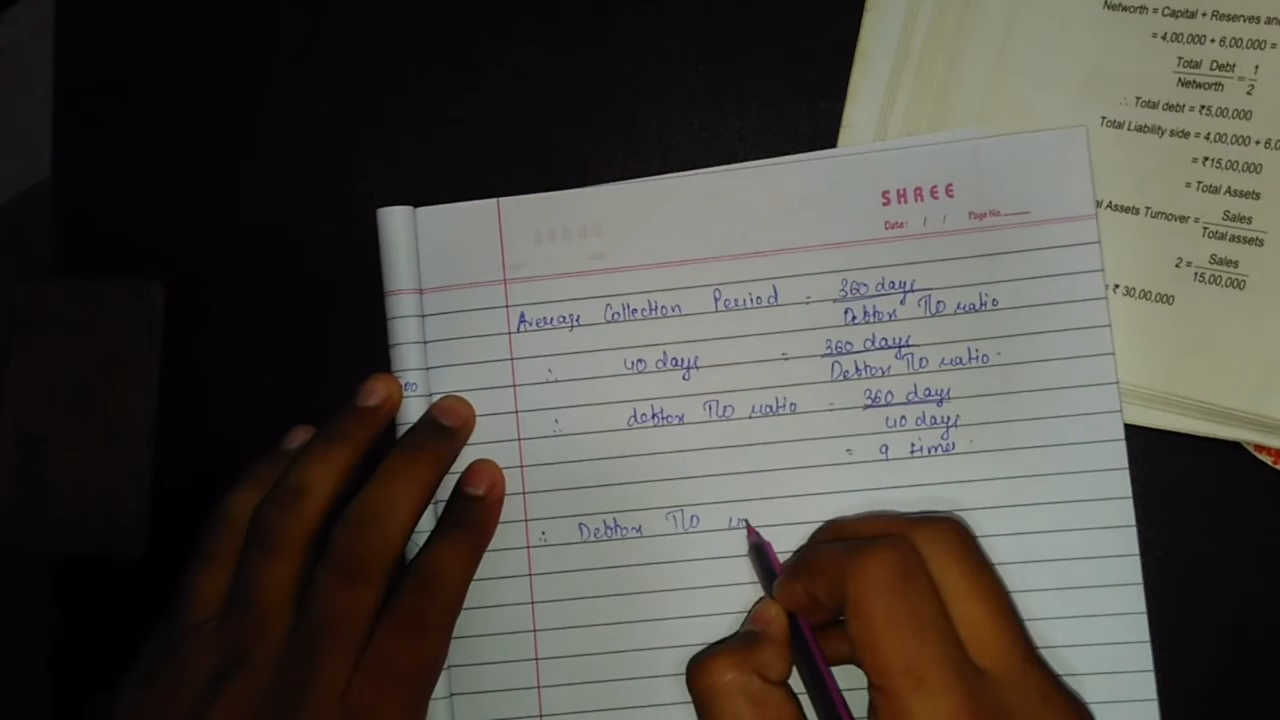 Networth = Capital + Reserves and
= 4,00,000 + 6,00,000 =
Total Debt / Networth = 1/2
∴ Total debt = ₹5,00,000
Total Liability side = 4,00,000 + 6,0
= ₹15,00,000
= Total Assets
l Assets Turnover = Sales / Total assets
2 = Sales / 15,00,000
= ₹ 30,00,000
SHREE
Date: / / Page No.
Average Collection Period = 360 days / Debtor T/O ratio
∴ 40 days = 360 days / Debtor T/O ratio.
∴ debtor T/O ratio = 360 days / 40 days
= 9 times.
∴ Debtor T/O